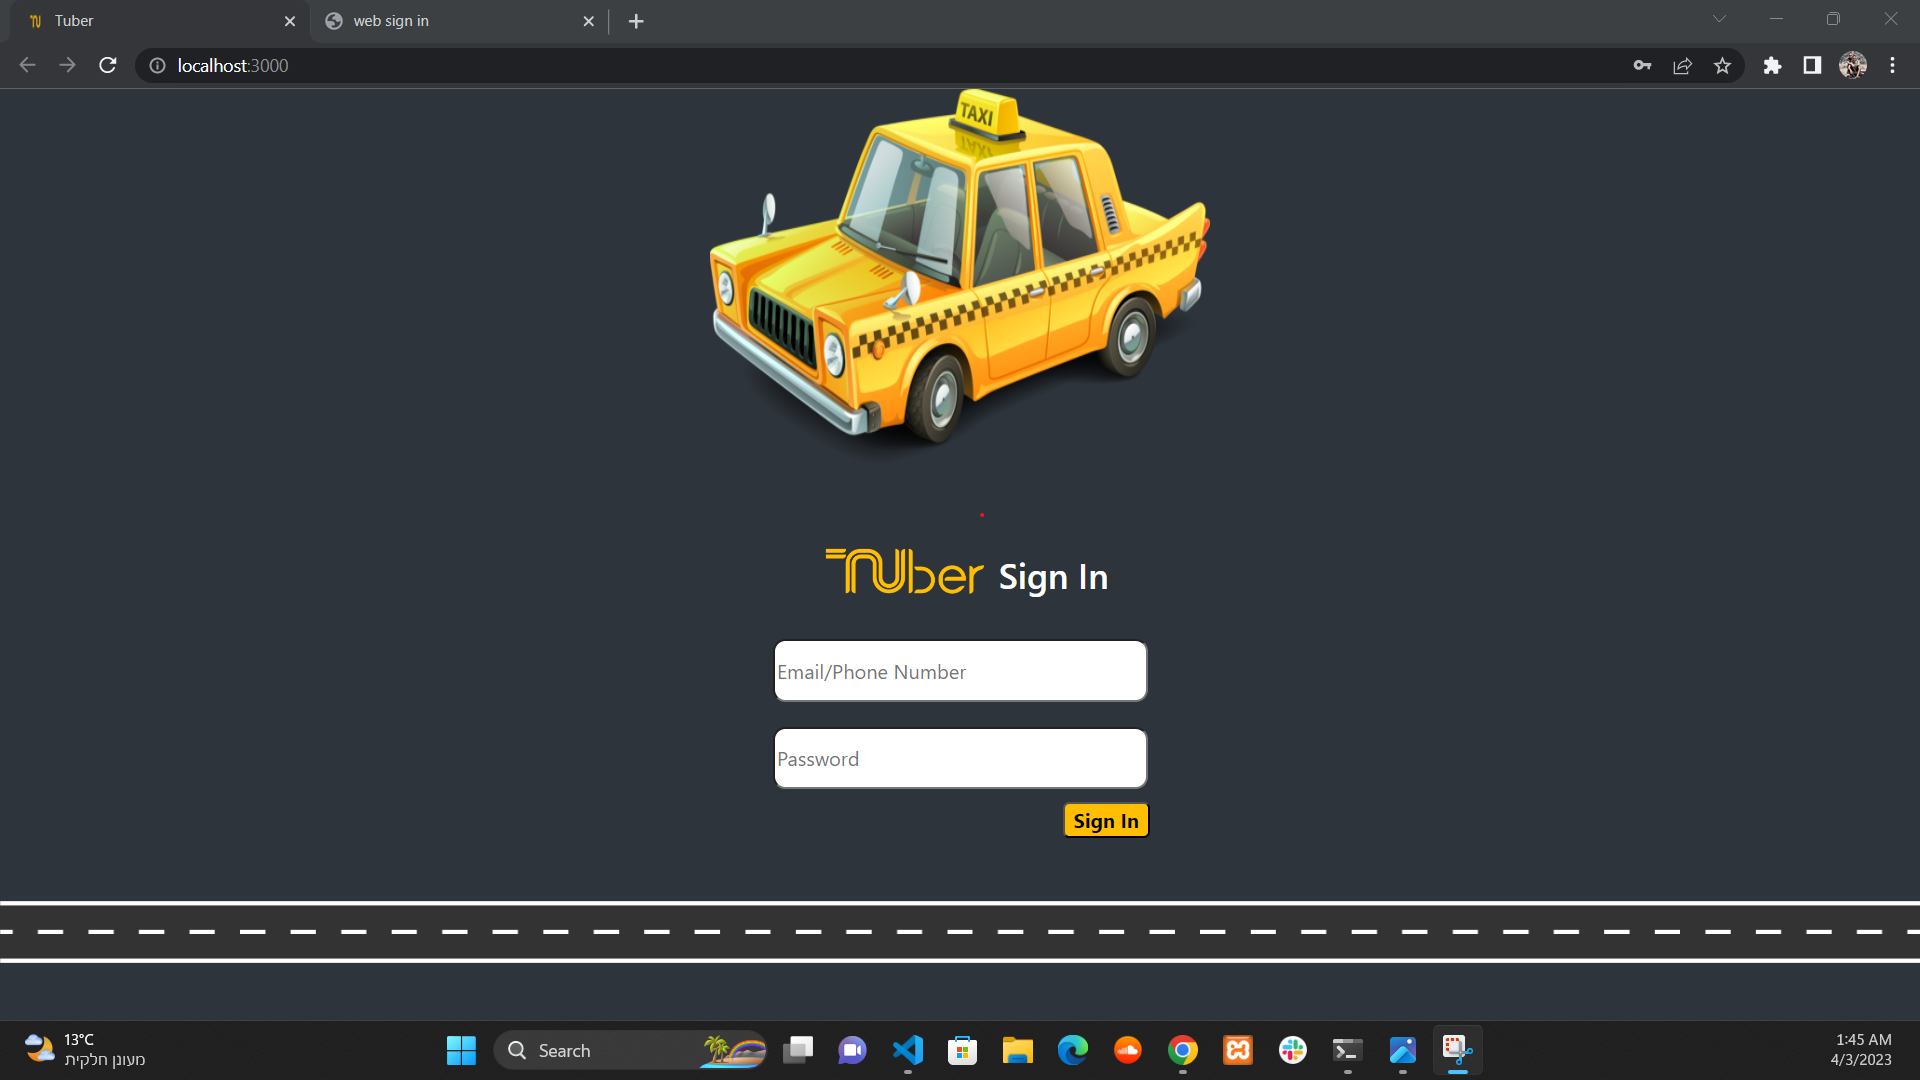 Tuber
web sign in
localhost:3000
TAXI
TUber Sign In
Email/Phone Number
Password
Sign In
13°C
מעונן חלקית
Search
1:45 AM
4/3/2023